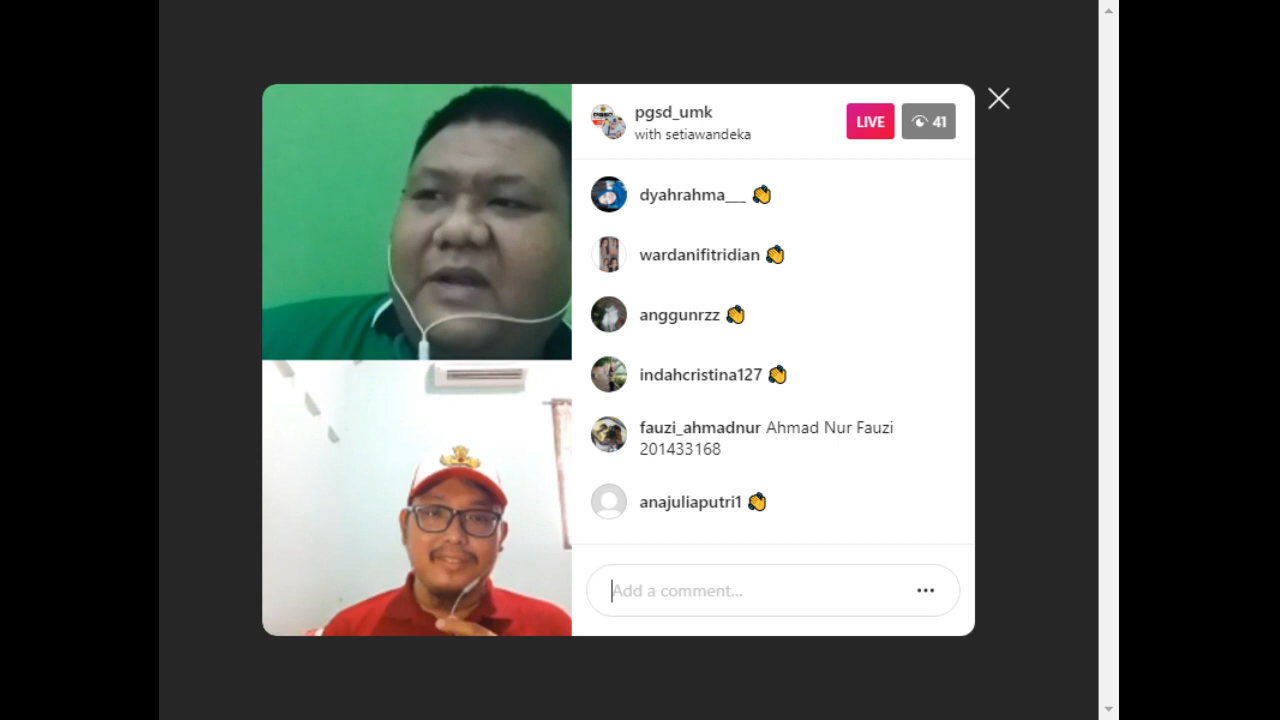 pgsd_umk
with setiawandeka
LIVE
41
dyahrahma___ 👏
wardanifitridian 👏
anggunrzz 👏
indahcristina127 👏
fauzi_ahmadnur Ahmad Nur Fauzi
201433168
anajuliaputri1 👏
Add a comment...